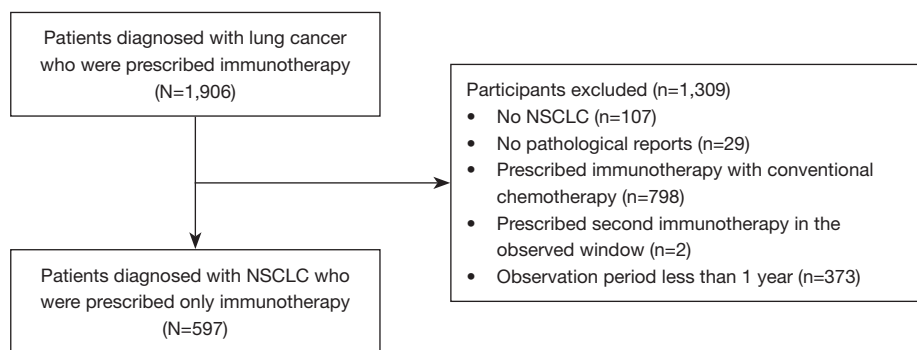 Patients diagnosed with lung cancer
who were prescribed immunotherapy
(N=1,906)
Participants excluded (n=1,309)
• No NSCLC (n=107)
• No pathological reports (n=29)
• Prescribed immunotherapy with conventional
chemotherapy (n=798)
• Prescribed second immunotherapy in the
observed window (n=2)
• Observation period less than 1 year (n=373)
Patients diagnosed with NSCLC who
were prescribed only immunotherapy
(N=597)